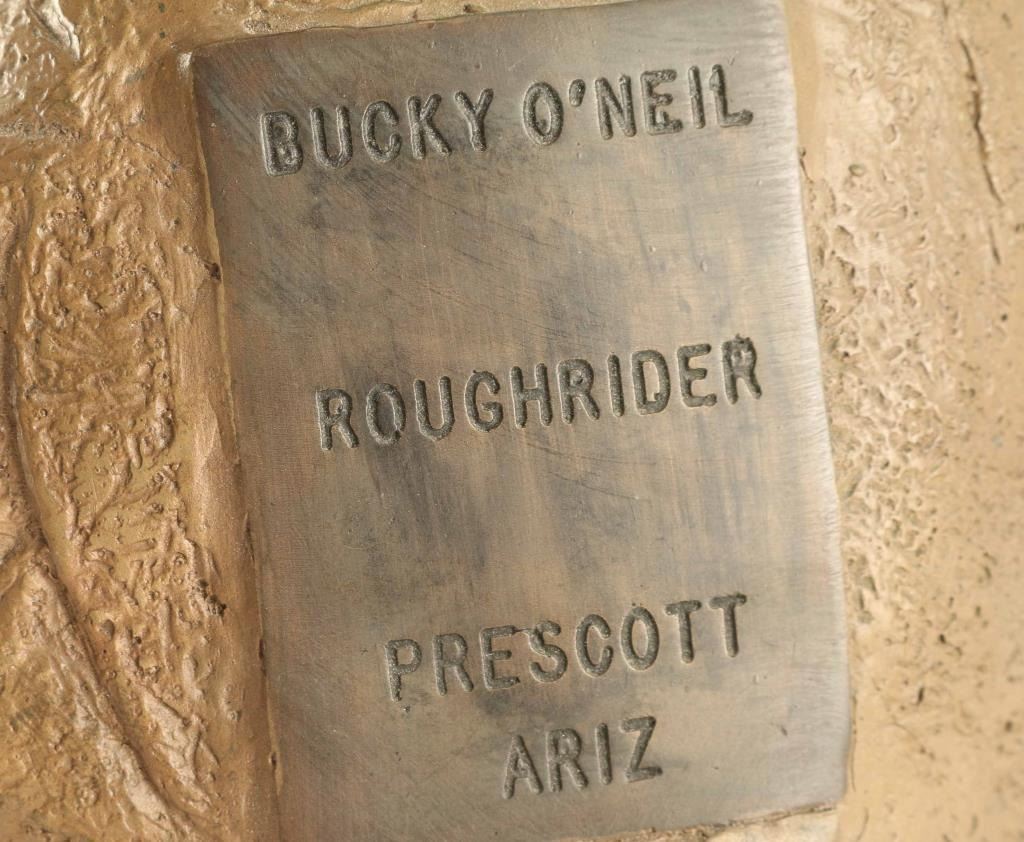 BUCKY O'NEIL
ROUGHRIDER
PRESCOTT
ARIZ